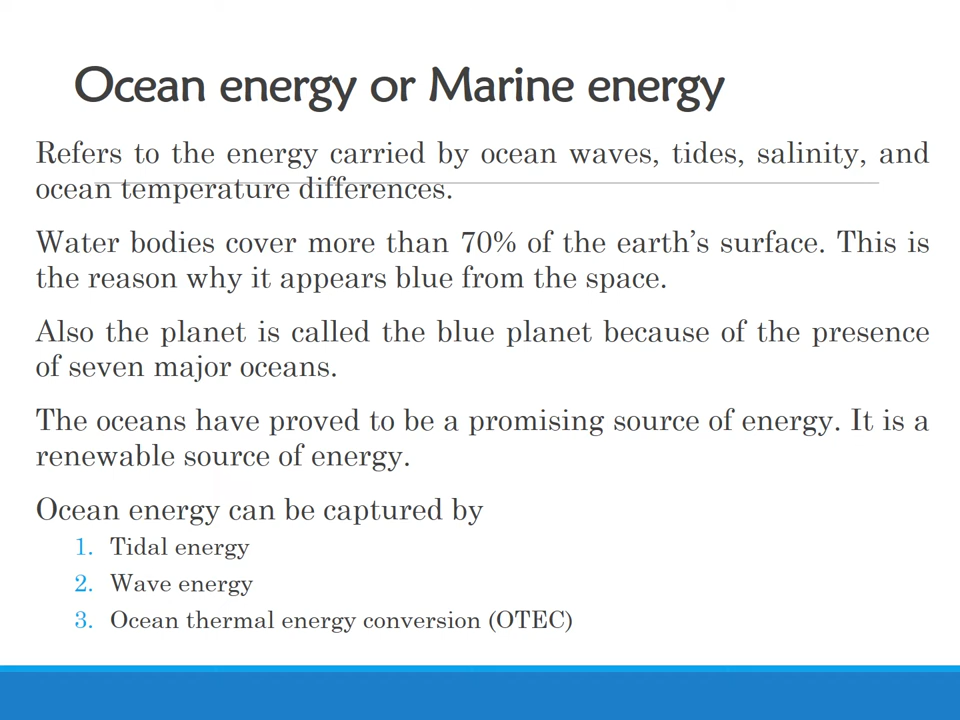 Ocean energy or Marine energy
Refers to the energy carried by ocean waves, tides, salinity, and
ocean temperature differences.
Water bodies cover more than 70% of the earth’s surface. This is
the reason why it appears blue from the space.
Also the planet is called the blue planet because of the presence
of seven major oceans.
The oceans have proved to be a promising source of energy. It is a
renewable source of energy.
Ocean energy can be captured by
1. Tidal energy
2. Wave energy
3. Ocean thermal energy conversion (OTEC)